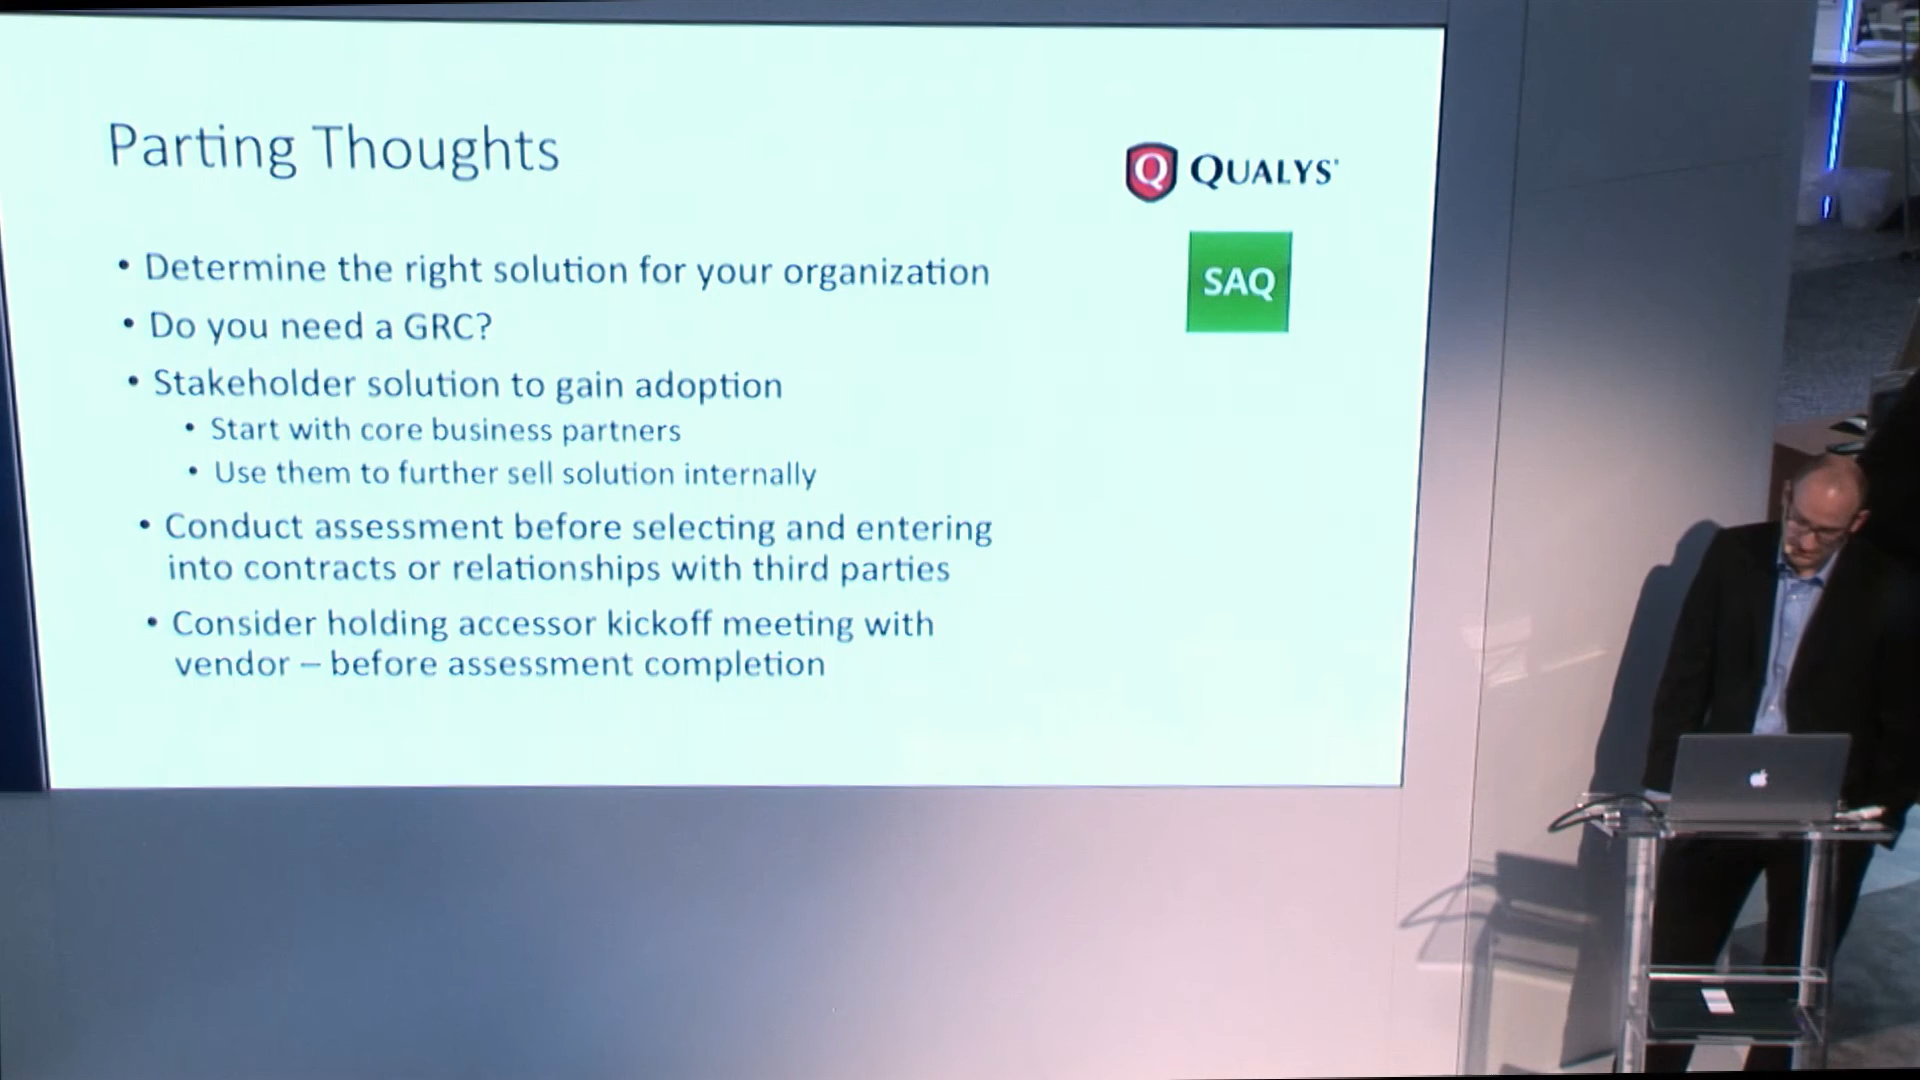 Parting Thoughts
QUALYS®
SAQ
• Determine the right solution for your organization
• Do you need a GRC?
• Stakeholder solution to gain adoption
• Start with core business partners
• Use them to further sell solution internally
• Conduct assessment before selecting and entering
into contracts or relationships with third parties
• Consider holding accessor kickoff meeting with
vendor – before assessment completion